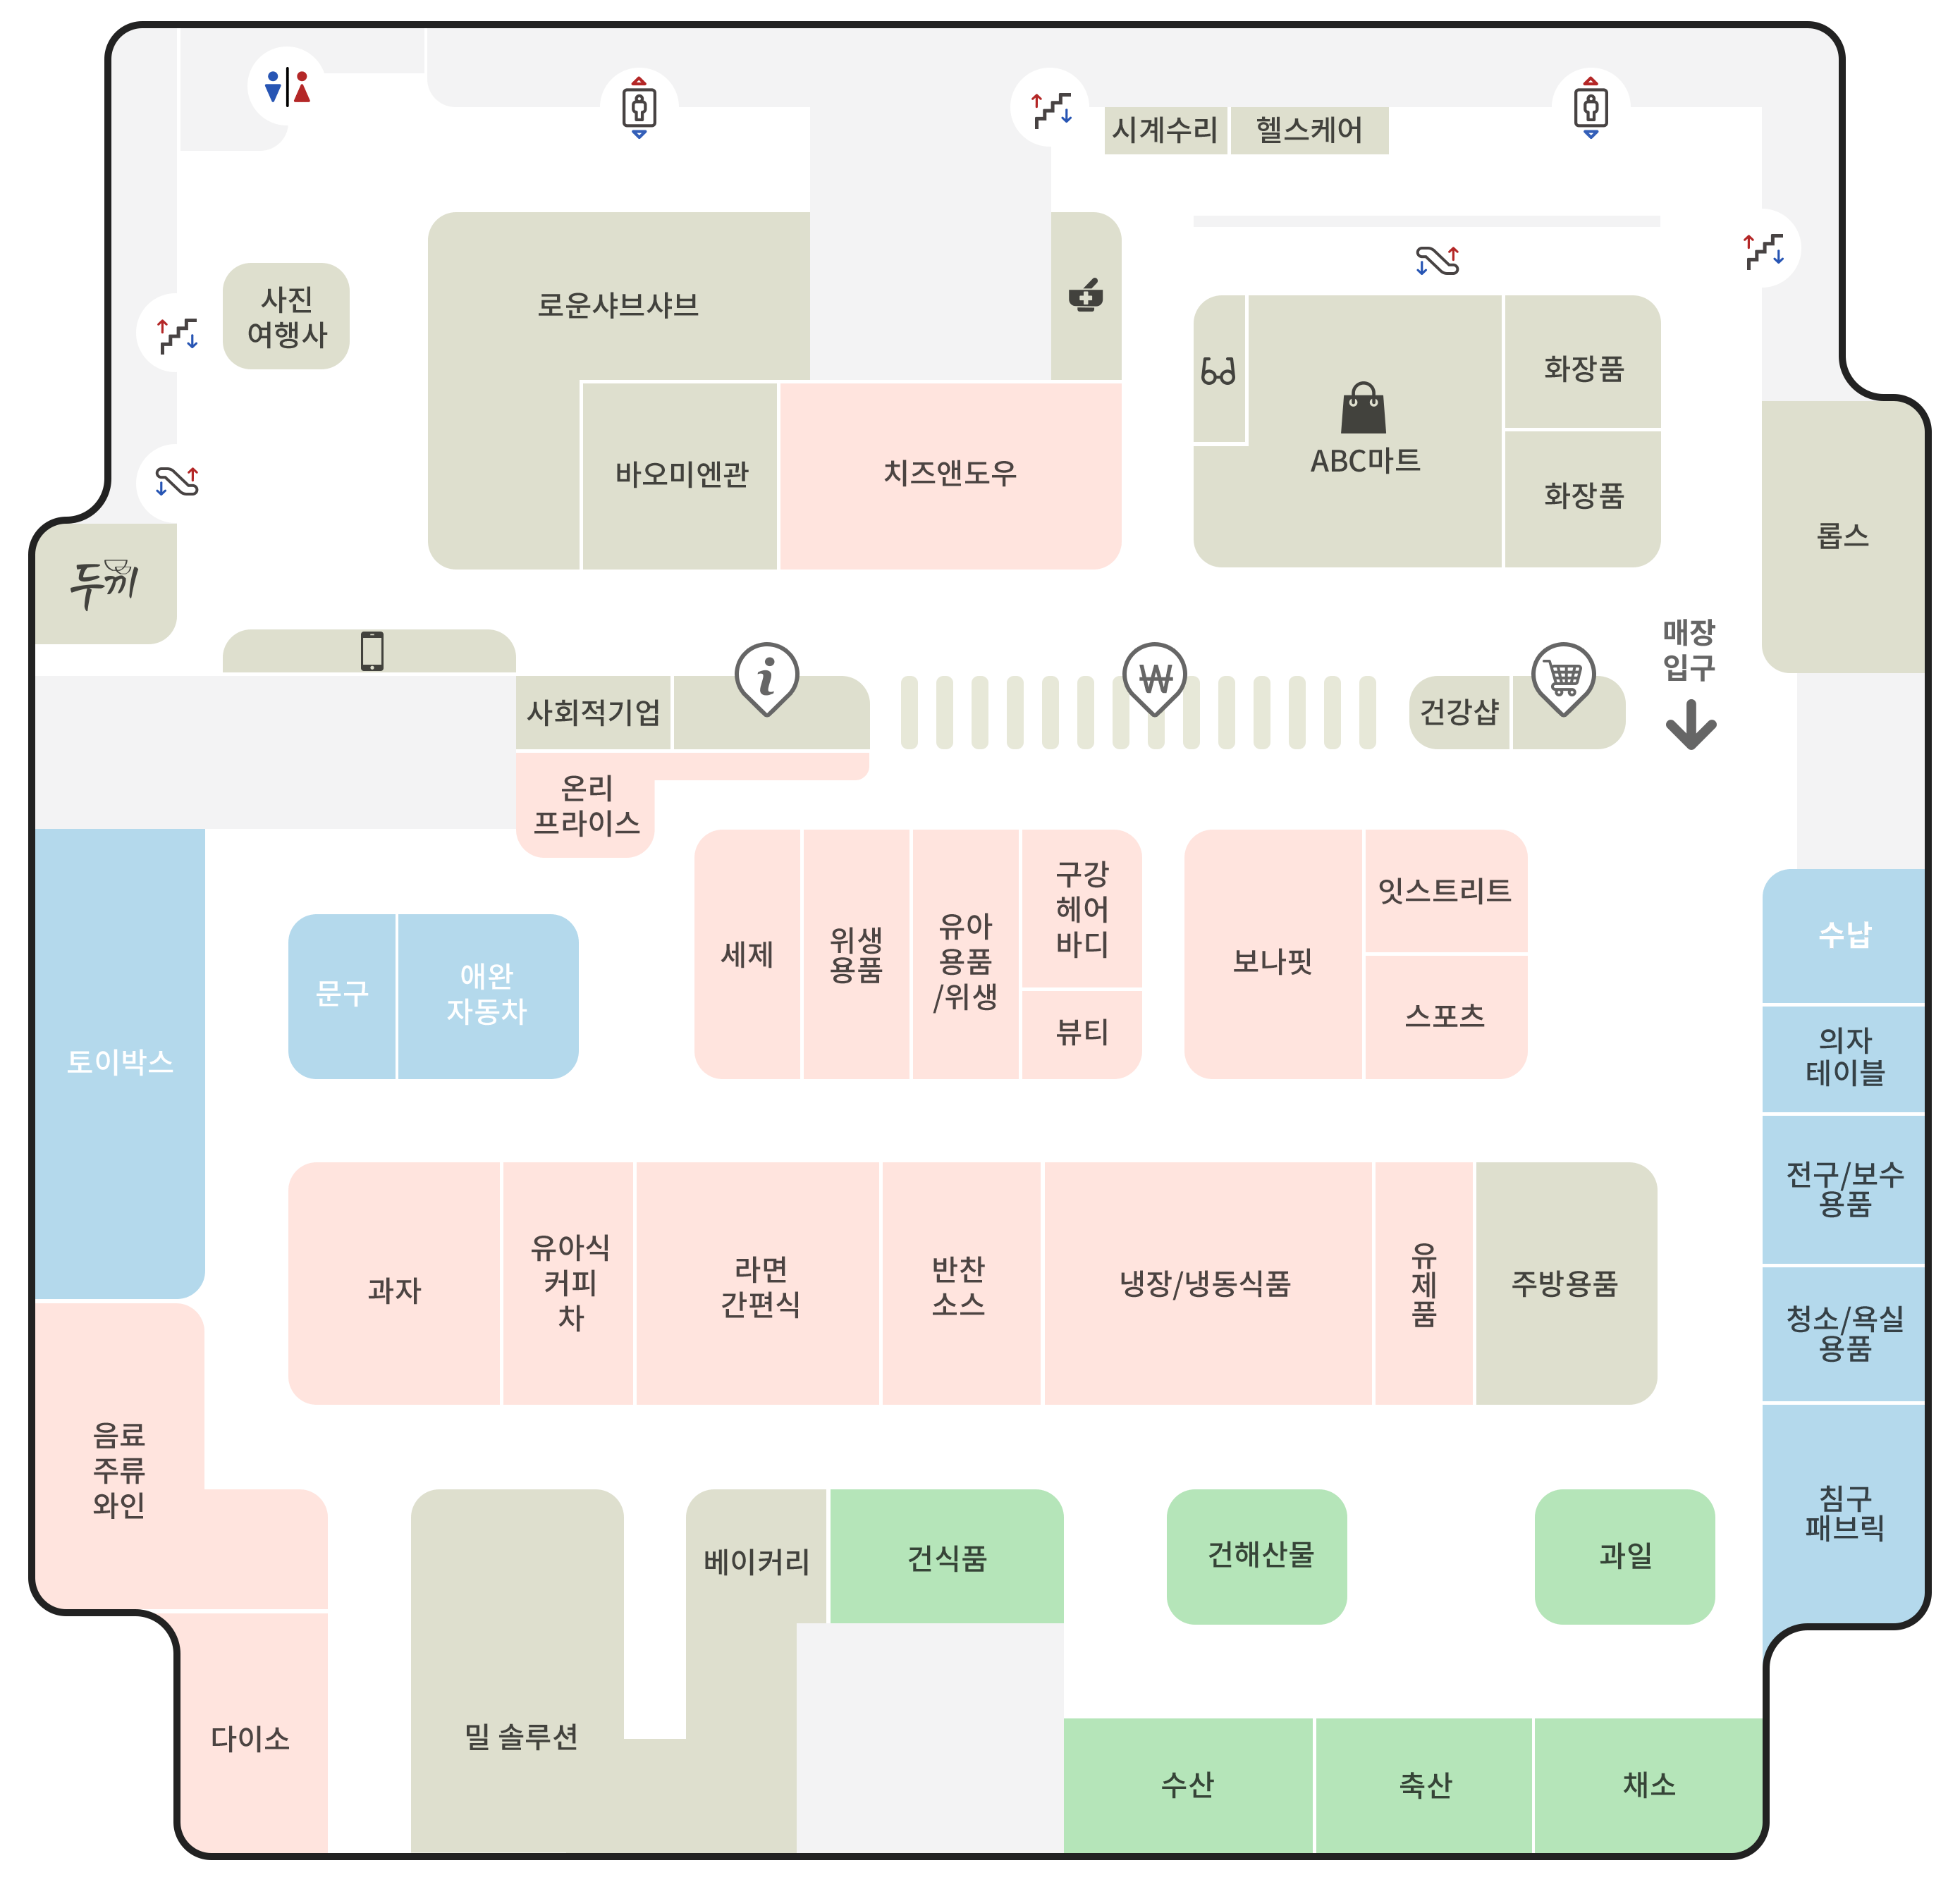 시계수리
헬스케어
사진
여행사
로운샤브샤브
바오미엔관
치즈앤도우
ABC마트
화장품
화장품
롭스
두끼
매장
입구
사회적기업
i
₩
건강샵
온리
프라이스
토이박스
문구
애완
자동차
세제
위생
용품
유아
용품
/위생
구강
헤어
바디
뷰티
보나핏
잇스트리트
스포츠
수납
의자
테이블
전구/보수
용품
청소/욕실
용품
침구
패브릭
과자
유아식
커피
차
라면
간편식
반찬
소스
냉장/냉동식품
유
제
품
주방용품
음료
주류
와인
다이소
밀 솔루션
베이커리
건식품
건해산물
과일
수산
축산
채소